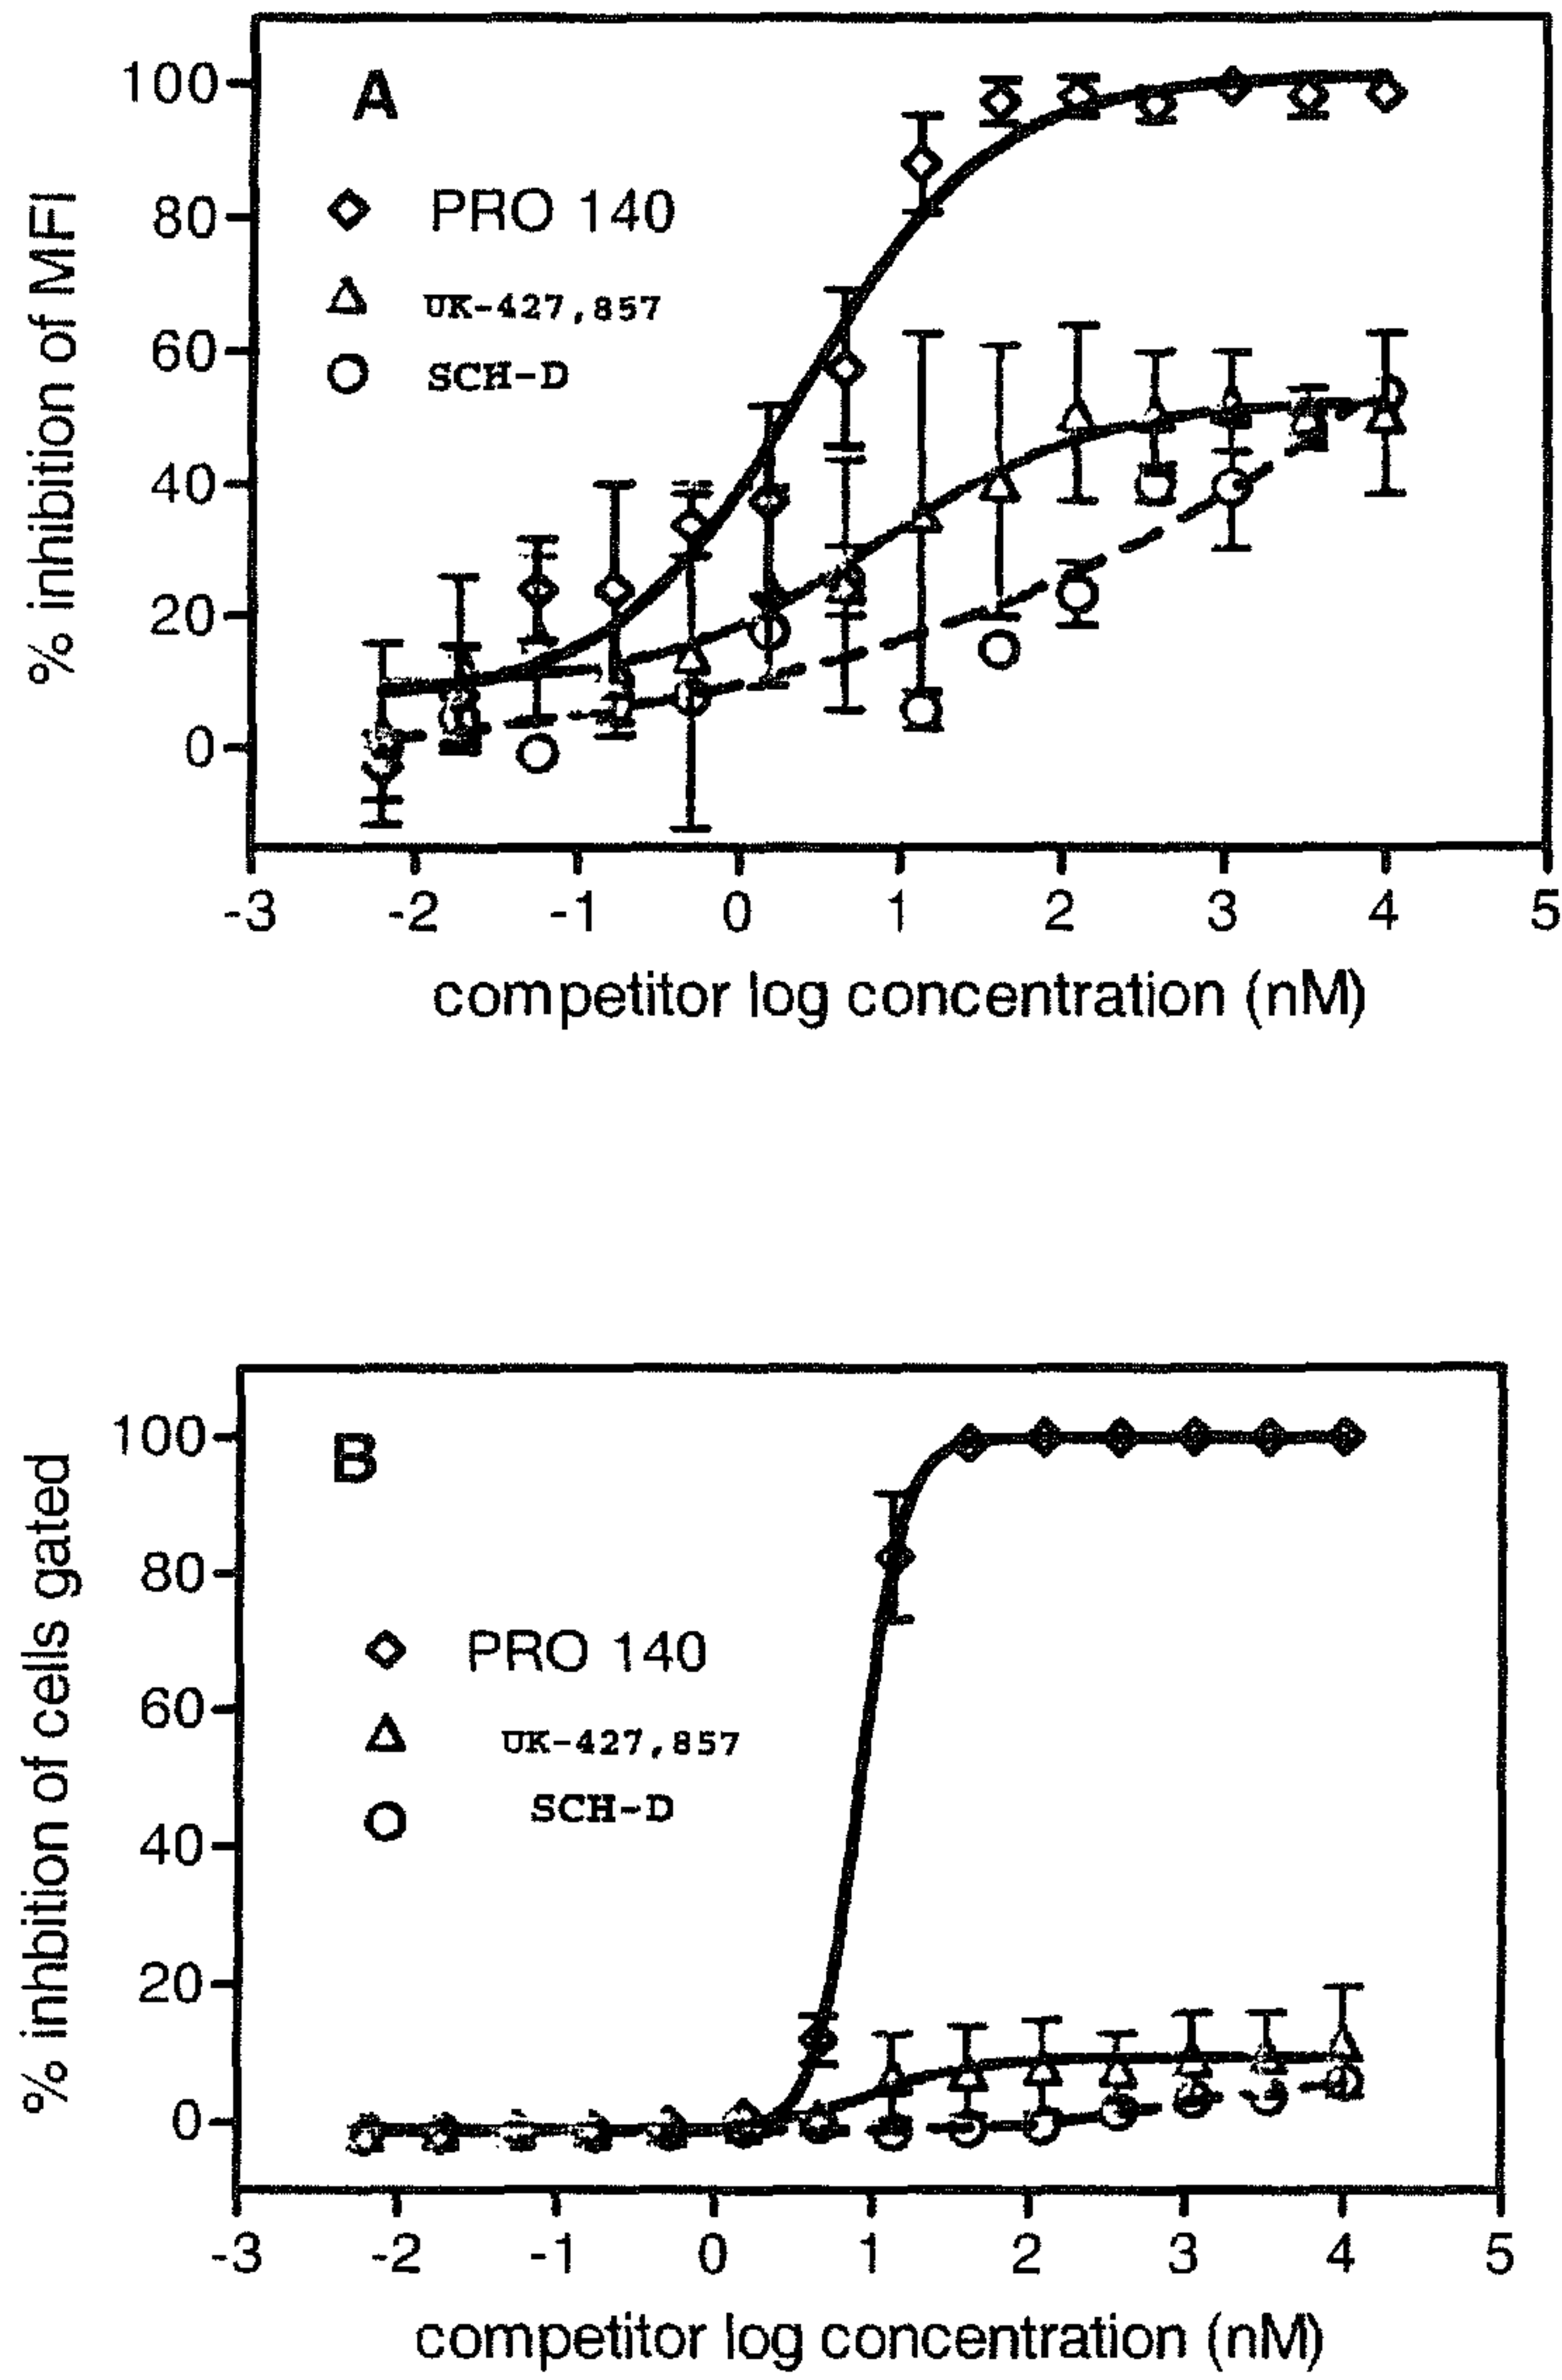 % inhibition of MFI
100
80
60
40
20
0
A
PRO 140
UK-427,857
SCH-D
-3 -2 -1 0 1 2 3 4 5
competitor log concentration (nM)
% inhbition of cells gated
100
80
60
40
20
0
B
PRO 140
UK-427,857
SCH-D
-3 -2 -1 0 1 2 3 4 5
competitor log concentration (nM)